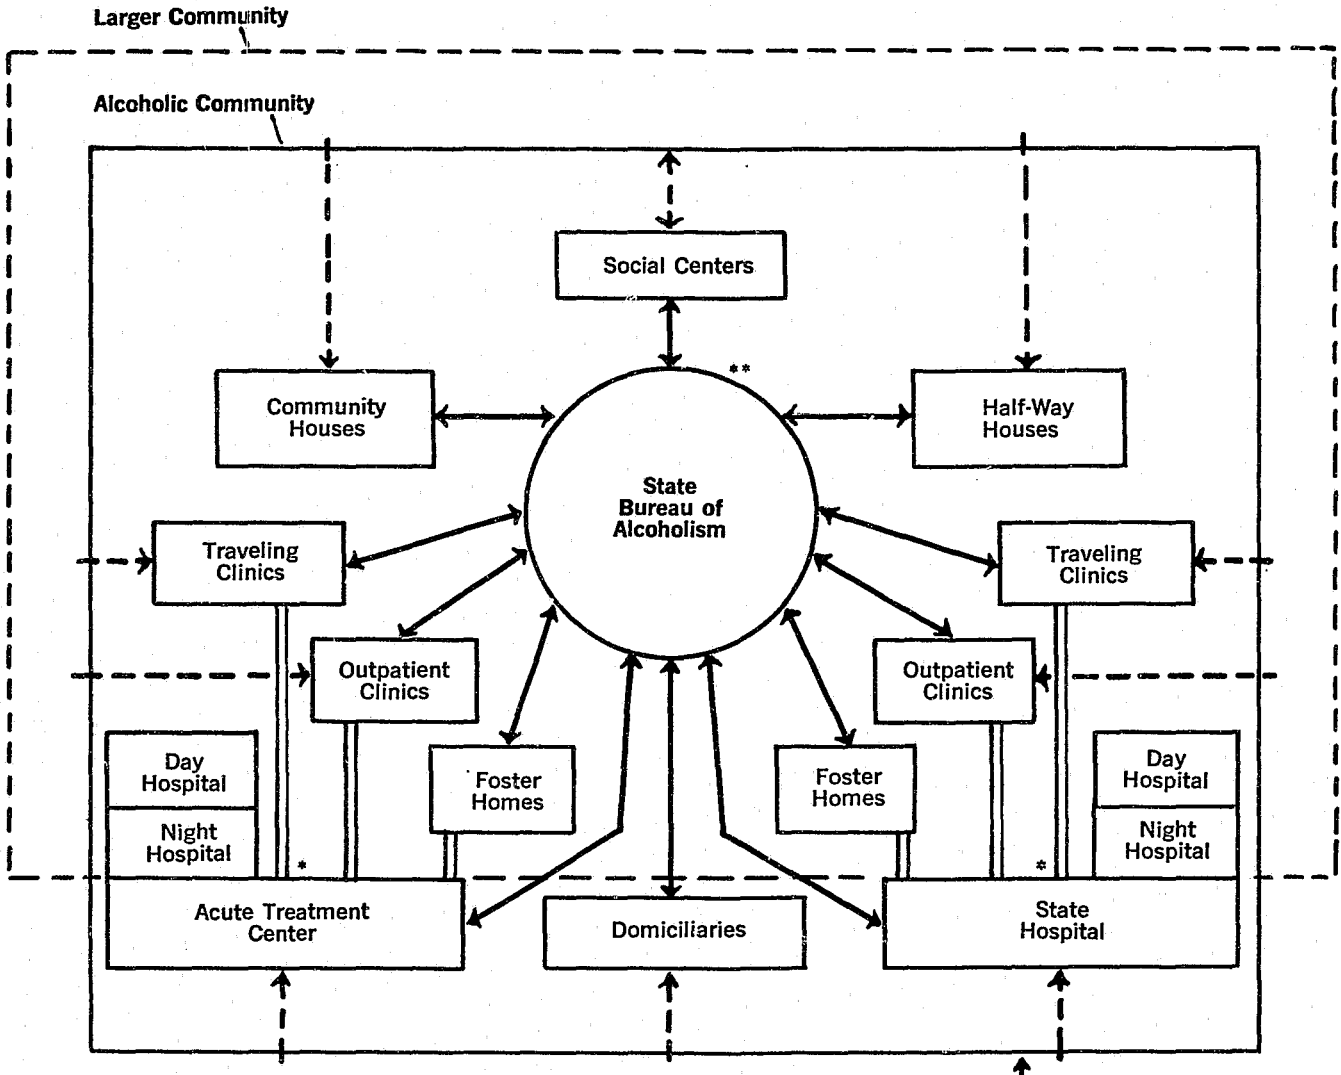 Larger Community
Alcoholic Community
Social Centers
**
Community
Houses
Half-Way
Houses
State
Bureau of
Alcoholism
Traveling
Clinics
Traveling
Clinics
Outpatient
Clinics
Outpatient
Clinics
Day
Hospital
Foster
Homes
Foster
Homes
Day
Hospital
Night
Hospital
*
*
Night
Hospital
Acute Treatment
Center
Domiciliaries
State
Hospital